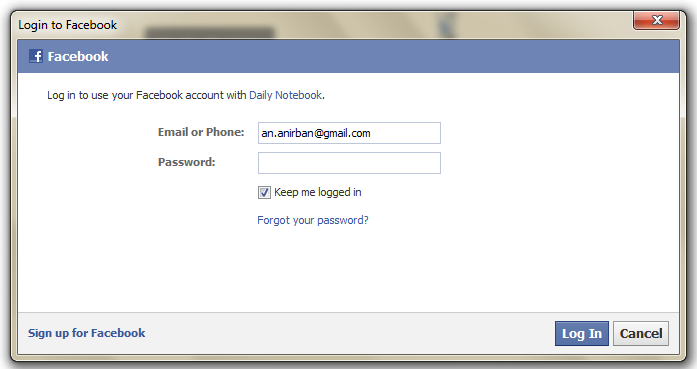 Login to Facebook
Facebook
Log in to use your Facebook account with Daily Notebook.
Email or Phone: an.anirban@gmail.com
Password:
Keep me logged in
Forgot your password?
Sign up for Facebook Log In Cancel